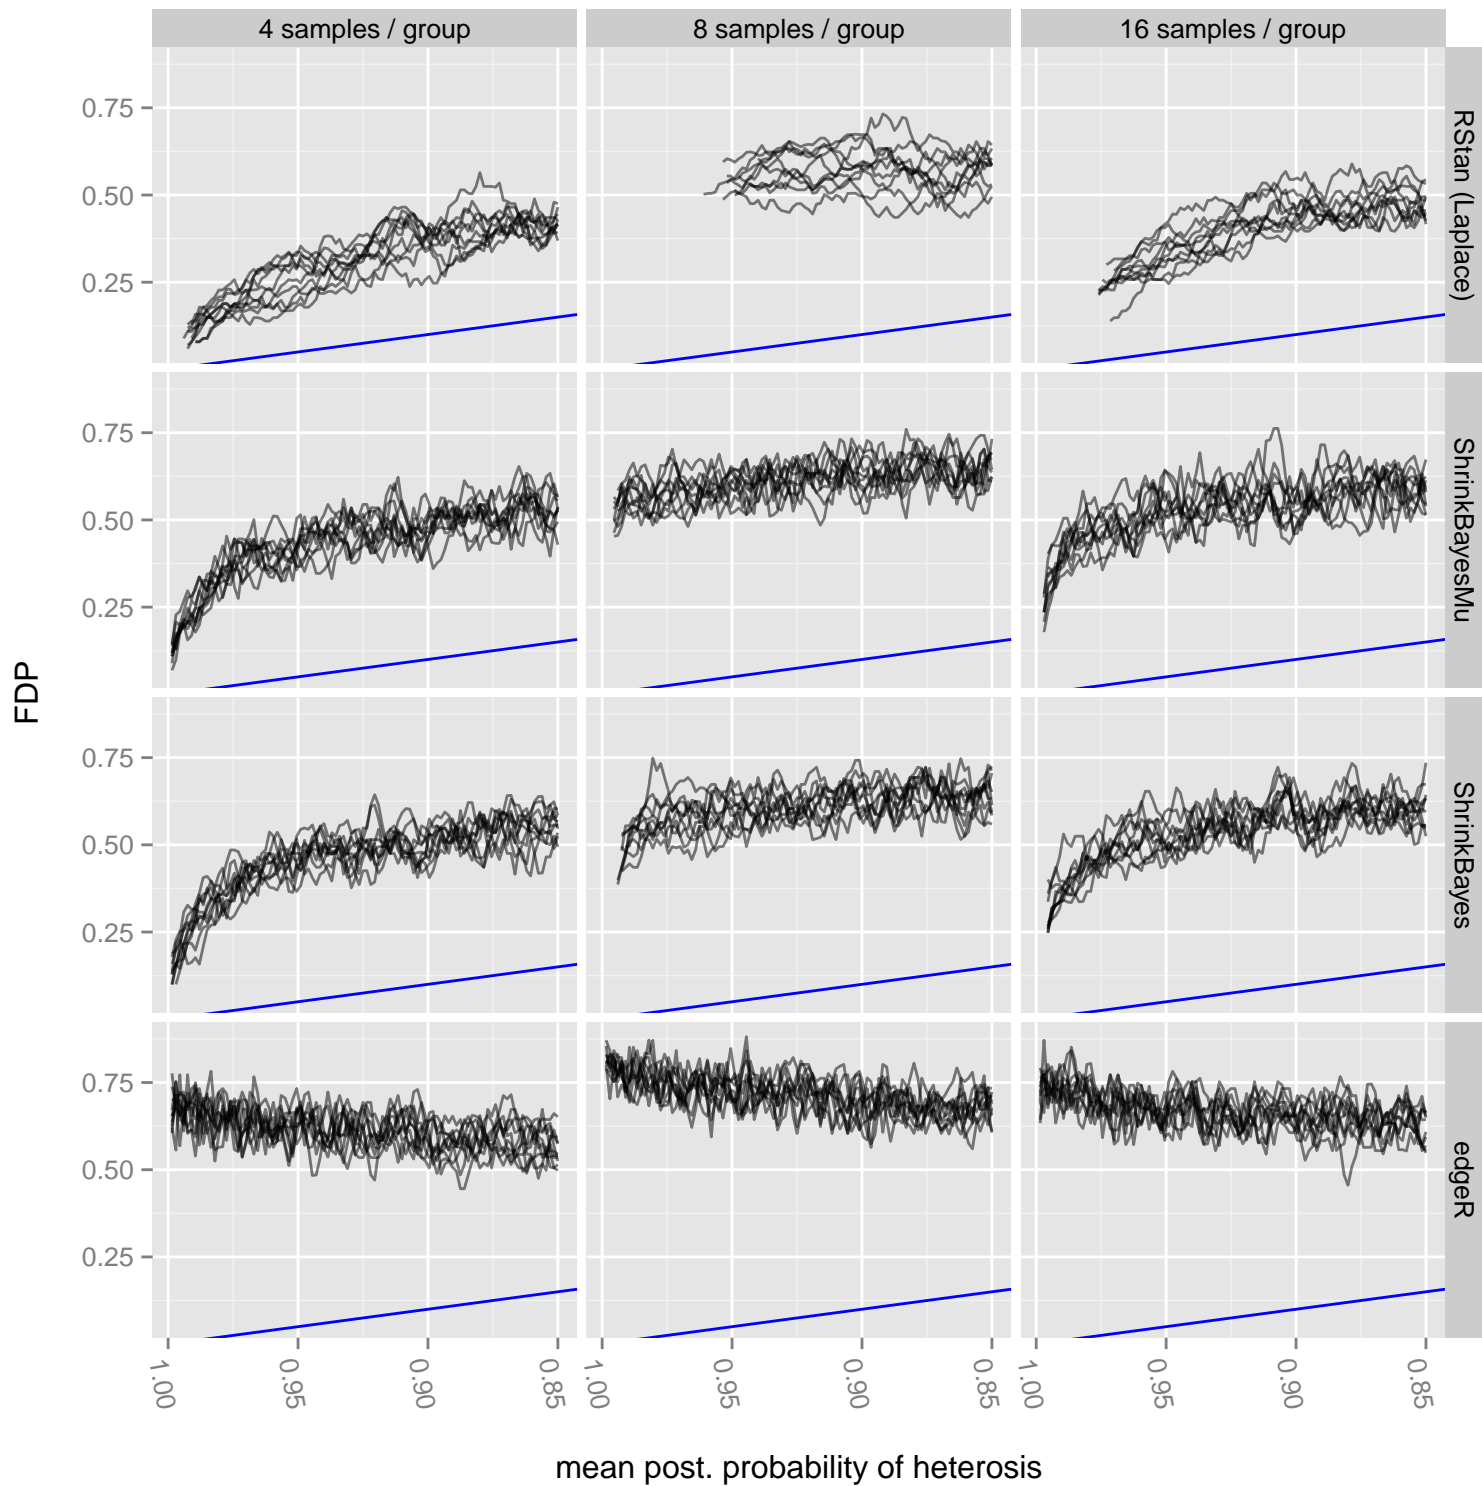 4 samples / group
8 samples / group
16 samples / group
0.75
0.50
0.25
RStan (Laplace)
0.75
0.50
0.25
ShrinkBayesMu
FDP
0.75
0.50
0.25
ShrinkBayes
0.75
0.50
0.25
edgeR
1.00
0.95
0.90
0.85
1.00
0.95
0.90
0.85
1.00
0.95
0.90
0.85
mean post. probability of heterosis